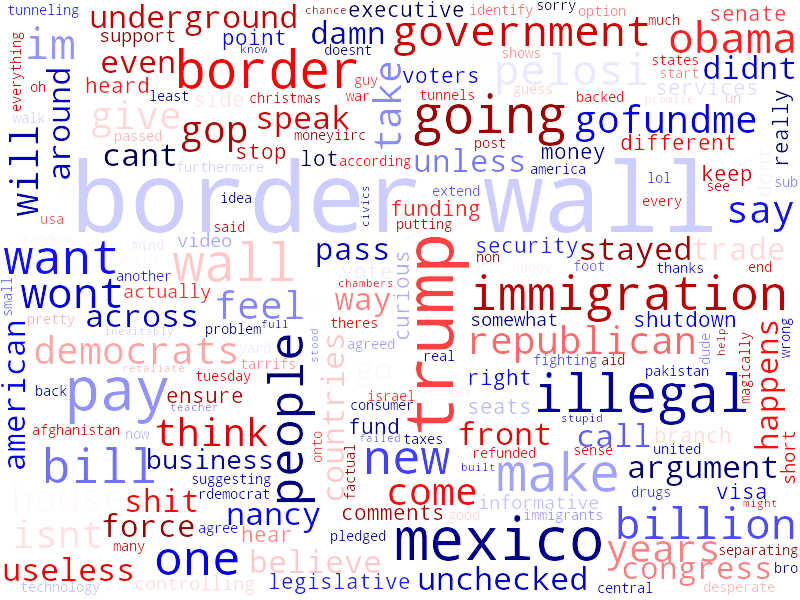 tunneling
underground
chance
executive
sorry
identify
option
much
senate
im
support
point
damn
government
obama
everything
oh
even
border
know
doesnt
voters
shows
states
start
didnt
heard
guy
take
pelosi
services
around
least
christmas
war
tunnels
guess
backed
promise
un
walk
side
give
passed
gop
speak
moneyiirc
going
gofundme
really
will
cant
stop
lot
according
post
different
money
america
dont
furthermore
unless
border wall
idea
civics
extend
lol
keep
see
sub
usa
said
funding
every
say
putting
want
mind
video
wall
pass
security
non
stayed
trade
another
vote
curious
foot
thanks
end
small
wont
actually
feel
chambers
way
trump
immigration
across
theres
somewhat
shutdown
pretty
problem
full
agreed
republican
dude
help
wrong
american
democrats
inevitably
yard
stood
real
fighting
aid
magically
happens
retaliate
tarrifs
go
pakistan
back
pay
tuesday
people
countries
israel
right
illegal
ensure
consumer
seats
teacher
afghanistan
now
think
onto
fund
failed
taxes
front
stupid
call
branch
short
bill
business
factual
new
refunded
sense
united
built
make
argument
suggesting
house
shit
rdemocrat
come
informative
drugs
visa
might
isnt
force
agree
nancy
comments
good
immigrants
billion
many
hear
pledged
mexico
years
separating
useless
believe
congress
bro
technology
controlling
legislative
unchecked
central
desperate